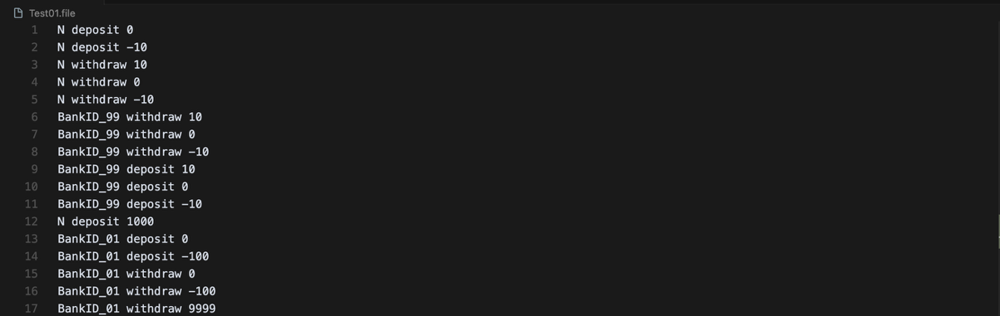 Test01.file
1 N deposit 0
2 N deposit -10
3 N withdraw 10
4 N withdraw 0
5 N withdraw -10
6 BankID_99 withdraw 10
7 BankID_99 withdraw 0
8 BankID_99 withdraw -10
9 BankID_99 deposit 10
10 BankID_99 deposit 0
11 BankID_99 deposit -10
12 N deposit 1000
13 BankID_01 deposit 0
14 BankID_01 deposit -100
15 BankID_01 withdraw 0
16 BankID_01 withdraw -100
17 BankID_01 withdraw 9999